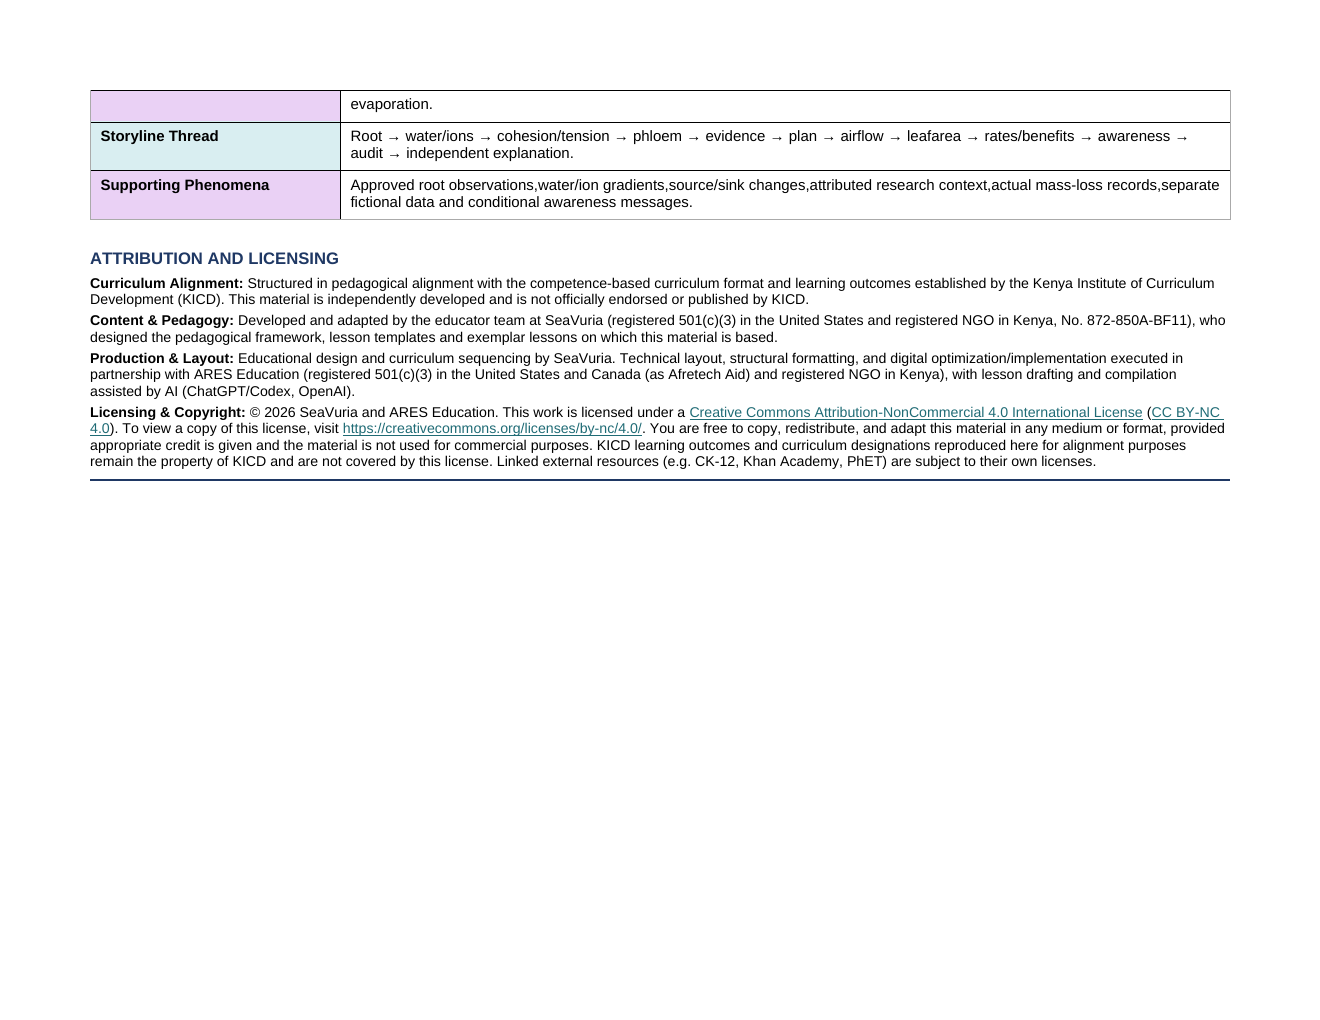 evaporation.
Storyline Thread
Root → water/ions → cohesion/tension → phloem → evidence → plan → airflow → leafarea → rates/benefits → awareness →
audit → independent explanation.
Supporting Phenomena
Approved root observations,water/ion gradients,source/sink changes,attributed research context,actual mass-loss records,separate
fictional data and conditional awareness messages.
ATTRIBUTION AND LICENSING
Curriculum Alignment: Structured in pedagogical alignment with the competence-based curriculum format and learning outcomes established by the Kenya Institute of Curriculum
Development (KICD). This material is independently developed and is not officially endorsed or published by KICD.
Content & Pedagogy: Developed and adapted by the educator team at SeaVuria (registered 501(c)(3) in the United States and registered NGO in Kenya, No. 872-850A-BF11), who
designed the pedagogical framework, lesson templates and exemplar lessons on which this material is based.
Production & Layout: Educational design and curriculum sequencing by SeaVuria. Technical layout, structural formatting, and digital optimization/implementation executed in
partnership with ARES Education (registered 501(c)(3) in the United States and Canada (as Afretech Aid) and registered NGO in Kenya), with lesson drafting and compilation
assisted by AI (ChatGPT/Codex, OpenAI).
Licensing & Copyright: © 2026 SeaVuria and ARES Education. This work is licensed under a Creative Commons Attribution-NonCommercial 4.0 International License (CC BY-NC
4.0). To view a copy of this license, visit https://creativecommons.org/licenses/by-nc/4.0/. You are free to copy, redistribute, and adapt this material in any medium or format, provided
appropriate credit is given and the material is not used for commercial purposes. KICD learning outcomes and curriculum designations reproduced here for alignment purposes
remain the property of KICD and are not covered by this license. Linked external resources (e.g. CK-12, Khan Academy, PhET) are subject to their own licenses.